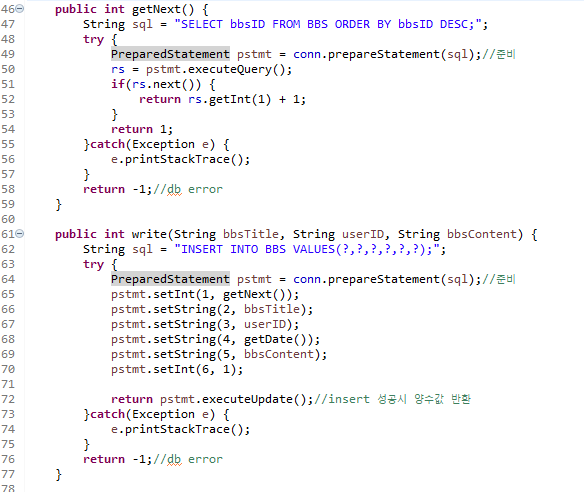 46 public int getNext() {
47 String sql = "SELECT bbsID FROM BBS ORDER BY bbsID DESC;";
48 try {
49 PreparedStatement pstmt = conn.prepareStatement(sql);//준비
50 rs = pstmt.executeQuery();
51 if(rs.next()) {
52 return rs.getInt(1) + 1;
53 }
54 return 1;
55 }catch(Exception e) {
56 e.printStackTrace();
57 }
58 return -1;//db error
59 }
60
61 public int write(String bbsTitle, String userID, String bbsContent) {
62 String sql = "INSERT INTO BBS VALUES(?,?,?,?,?,?);";
63 try {
64 PreparedStatement pstmt = conn.prepareStatement(sql);//준비
65 pstmt.setInt(1, getNext());
66 pstmt.setString(2, bbsTitle);
67 pstmt.setString(3, userID);
68 pstmt.setString(4, getDate());
69 pstmt.setString(5, bbsContent);
70 pstmt.setInt(6, 1);
71
72 return pstmt.executeUpdate();//insert 성공시 양수값 반환
73 }catch(Exception e) {
74 e.printStackTrace();
75 }
76 return -1;//db error
77 }
78